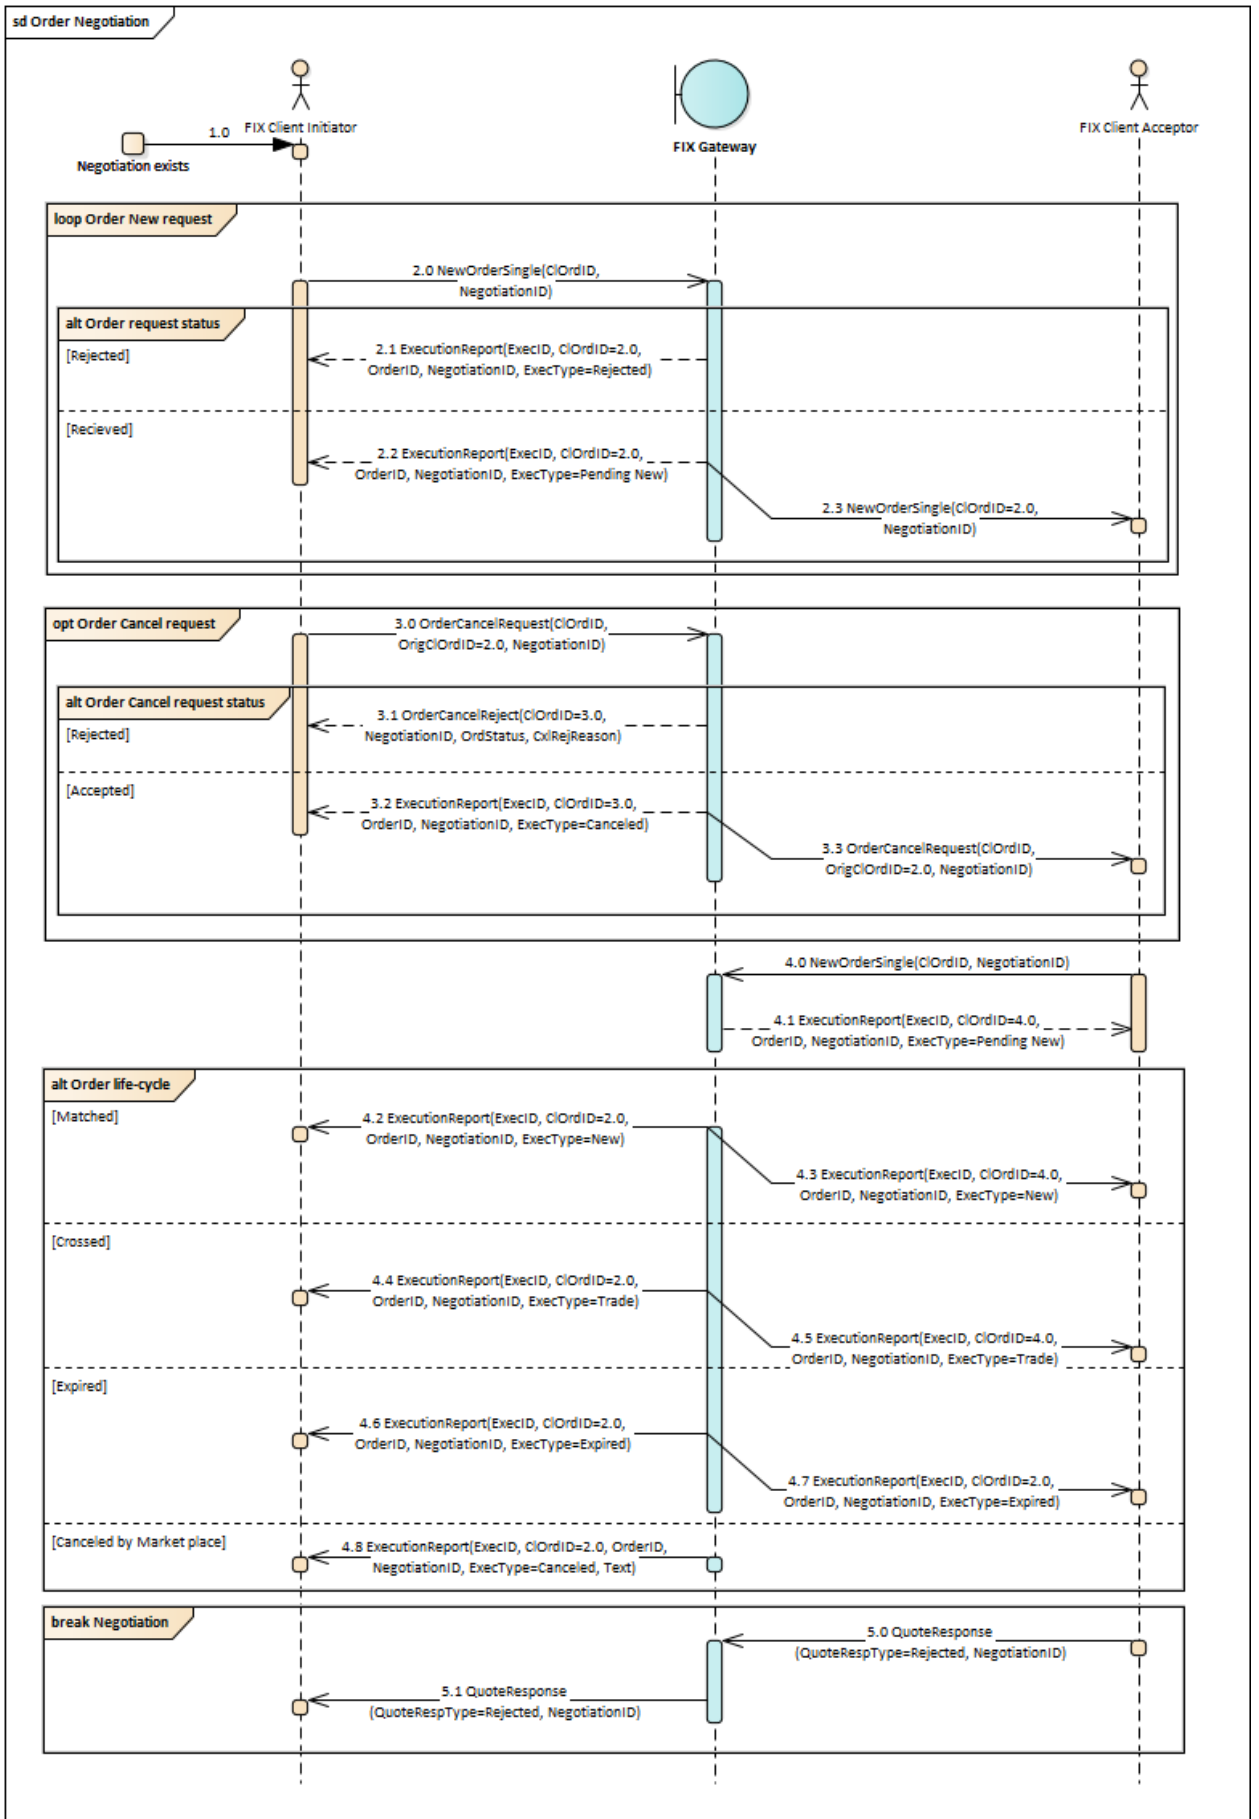 sd Order Negotiation
1.0
FIX Client Initiator
FIX Gateway
FIX Client Acceptor
Negotiation exists
loop Order New request
2.0 NewOrderSingle(ClOrdID,
NegotiationID)
alt Order request status
[Rejected]
2.1 ExecutionReport(ExecID, ClOrdID=2.0,
OrderID, NegotiationID, ExecType=Rejected)
[Recieved]
2.2 ExecutionReport(ExecID, ClOrdID=2.0,
OrderID, NegotiationID, ExecType=Pending New)
2.3 NewOrderSingle(ClOrdID=2.0,
NegotiationID)
opt Order Cancel request
3.0 OrderCancelRequest(ClOrdID,
OrigClOrdID=2.0, NegotiationID)
alt Order Cancel request status
[Rejected]
3.1 OrderCancelReject(ClOrdID=3.0,
NegotiationID, OrdStatus, CxlRejReason)
[Accepted]
3.2 ExecutionReport(ExecID, ClOrdID=3.0,
OrderID, NegotiationID, ExecType=Canceled)
3.3 OrderCancelRequest(ClOrdID,
OrigClOrdID=2.0, NegotiationID)
4.0 NewOrderSingle(ClOrdID, NegotiationID)
4.1 ExecutionReport(ExecID, ClOrdID=4.0,
OrderID, NegotiationID, ExecType=Pending New)
alt Order life-cycle
[Matched]
4.2 ExecutionReport(ExecID, ClOrdID=2.0,
OrderID, NegotiationID, ExecType=New)
4.3 ExecutionReport(ExecID, ClOrdID=4.0,
OrderID, NegotiationID, ExecType=New)
[Crossed]
4.4 ExecutionReport(ExecID, ClOrdID=2.0,
OrderID, NegotiationID, ExecType=Trade)
4.5 ExecutionReport(ExecID, ClOrdID=4.0,
OrderID, NegotiationID, ExecType=Trade)
[Expired]
4.6 ExecutionReport(ExecID, ClOrdID=2.0,
OrderID, NegotiationID, ExecType=Expired)
4.7 ExecutionReport(ExecID, ClOrdID=2.0,
OrderID, NegotiationID, ExecType=Expired)
[Canceled by Market place]
4.8 ExecutionReport(ExecID, ClOrdID=2.0, OrderID,
NegotiationID, ExecType=Canceled, Text)
break Negotiation
5.0 QuoteResponse
(QuoteRespType=Rejected, NegotiationID)
5.1 QuoteResponse
(QuoteRespType=Rejected, NegotiationID)